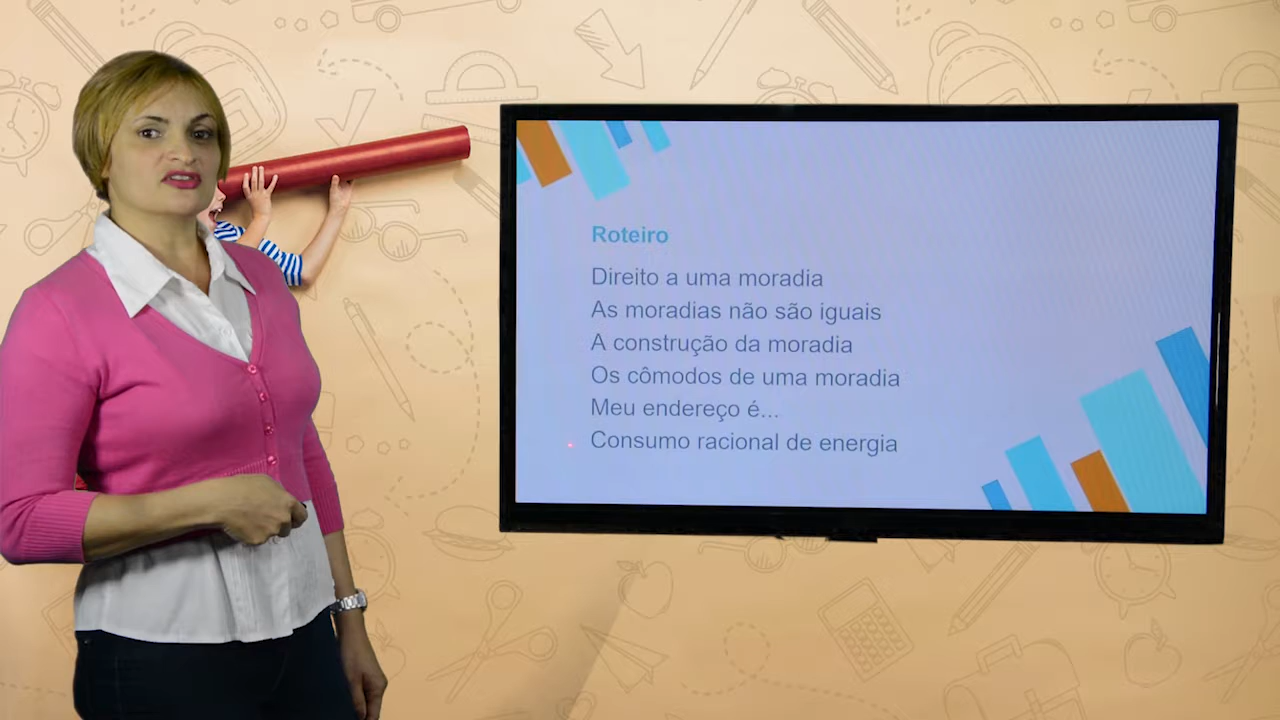 Roteiro
Direito a uma moradia
As moradias não são iguais
A construção da moradia
Os cômodos de uma moradia
Meu endereço é...
Consumo racional de energia